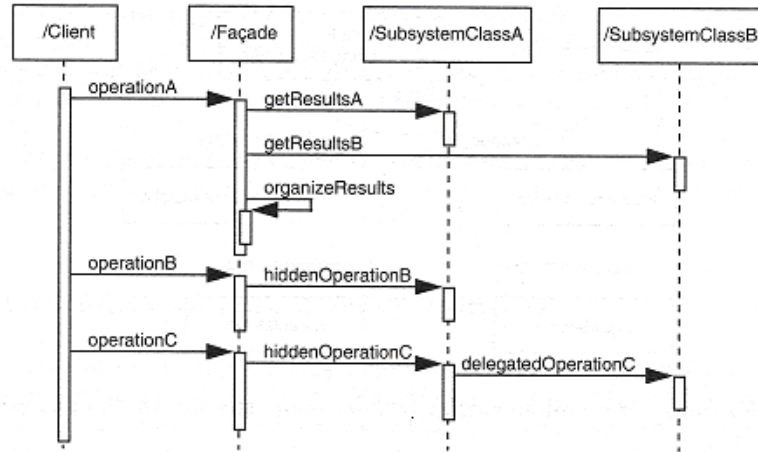 /Client
/Façade
/SubsystemClassA
/SubsystemClassB
operationA
getResultsA
getResultsB
organizeResults
operationB
hiddenOperationB
operationC
hiddenOperationC
delegatedOperationC